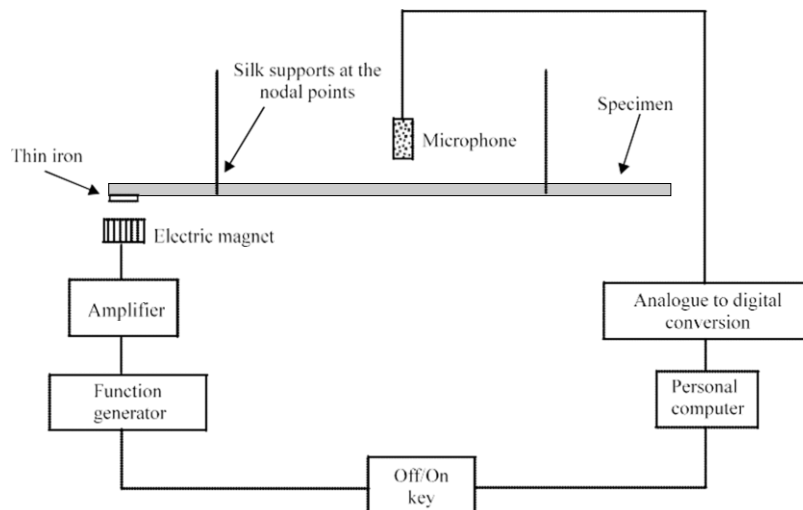 Silk supports at the
nodal points
Specimen
Microphone
Thin iron
Electric magnet
Amplifier
Analogue to digital
conversion
Function
generator
Personal
computer
Off/On
key